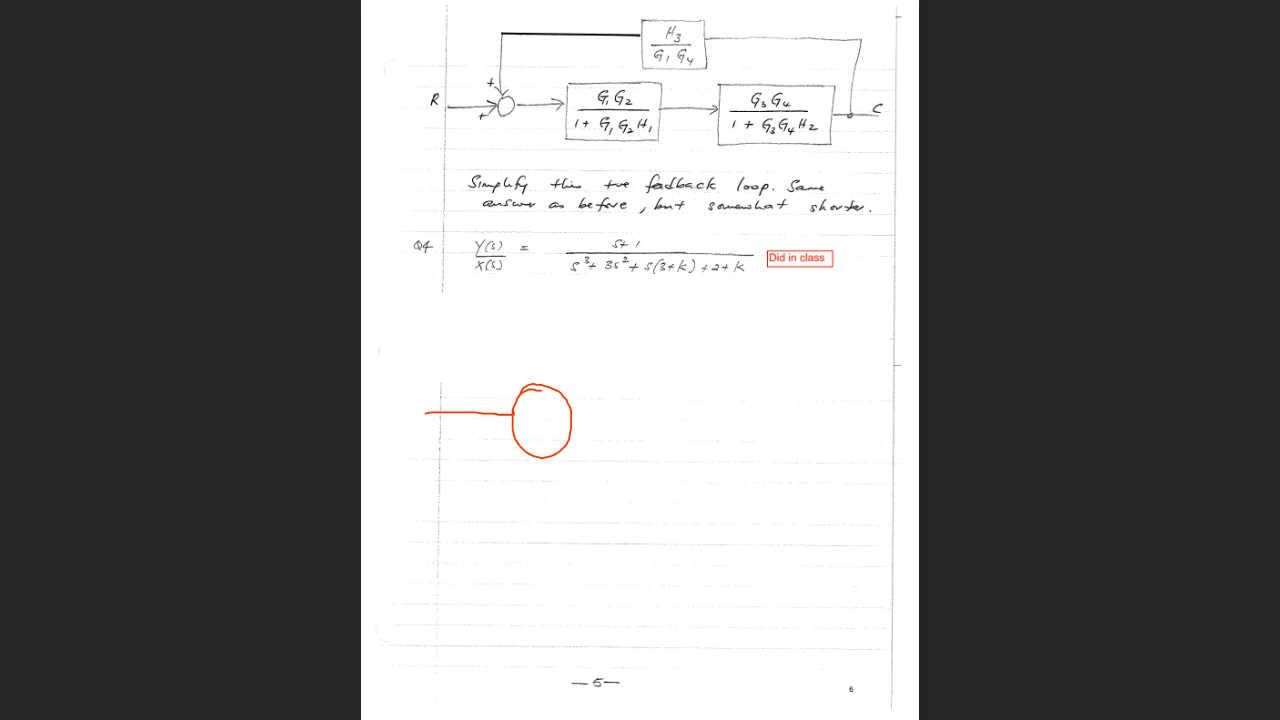 H3
G1 G4
R
+
+
G1 G2
1 + G1 G2 H1
G3 G4
1 + G3 G4 H2
C
Simplify this +ve feedback loop. Same
answer as before, but somewhat shorter.
Q4 Y(s) = s+1
X(s) s³ + 3s² + s(3+k) + 2+k
Did in class
— 5 —
6